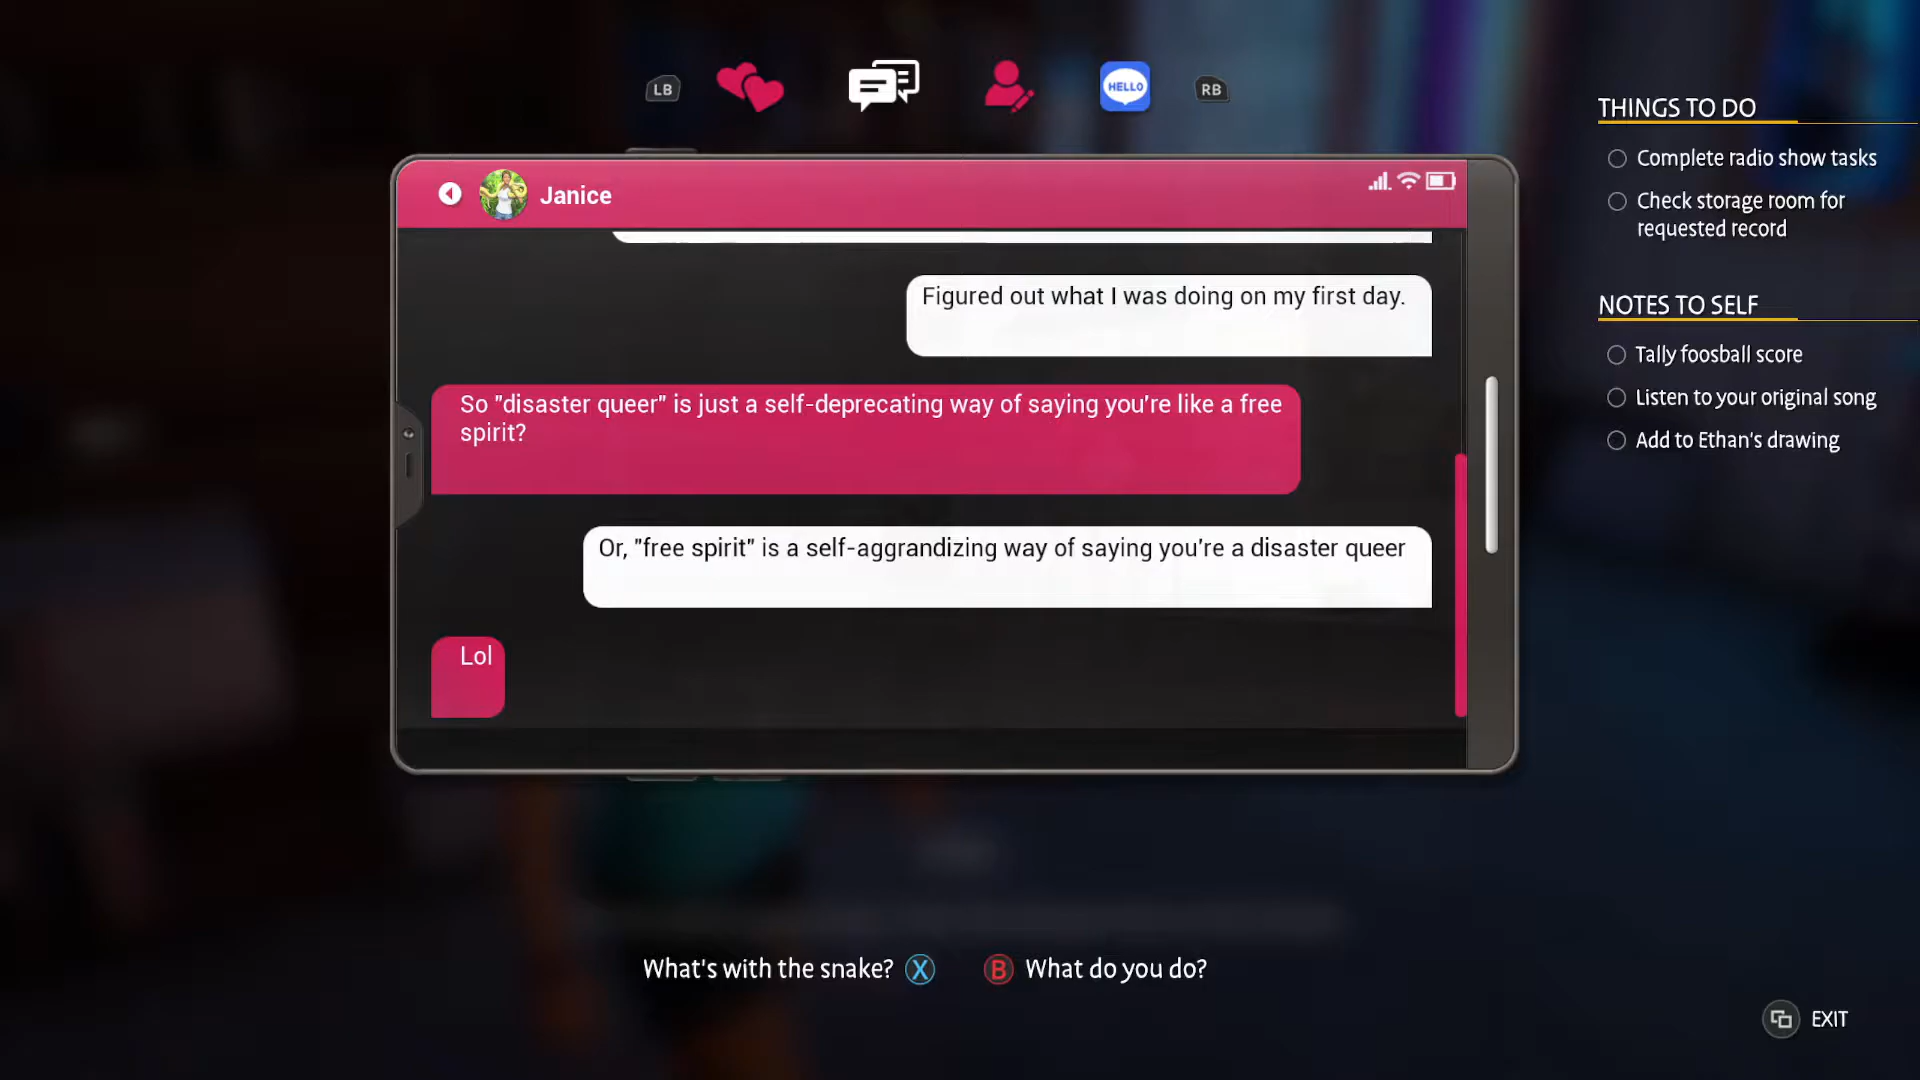 LB
HELLO
RB
Janice
Figured out what I was doing on my first day.
So "disaster queer" is just a self-deprecating way of saying you're like a free
spirit?
Or, "free spirit" is a self-aggrandizing way of saying you're a disaster queer
Lol
What's with the snake? X
B What do you do?
THINGS TO DO
Complete radio show tasks
Check storage room for
requested record
NOTES TO SELF
Tally foosball score
Listen to your original song
Add to Ethan's drawing
EXIT